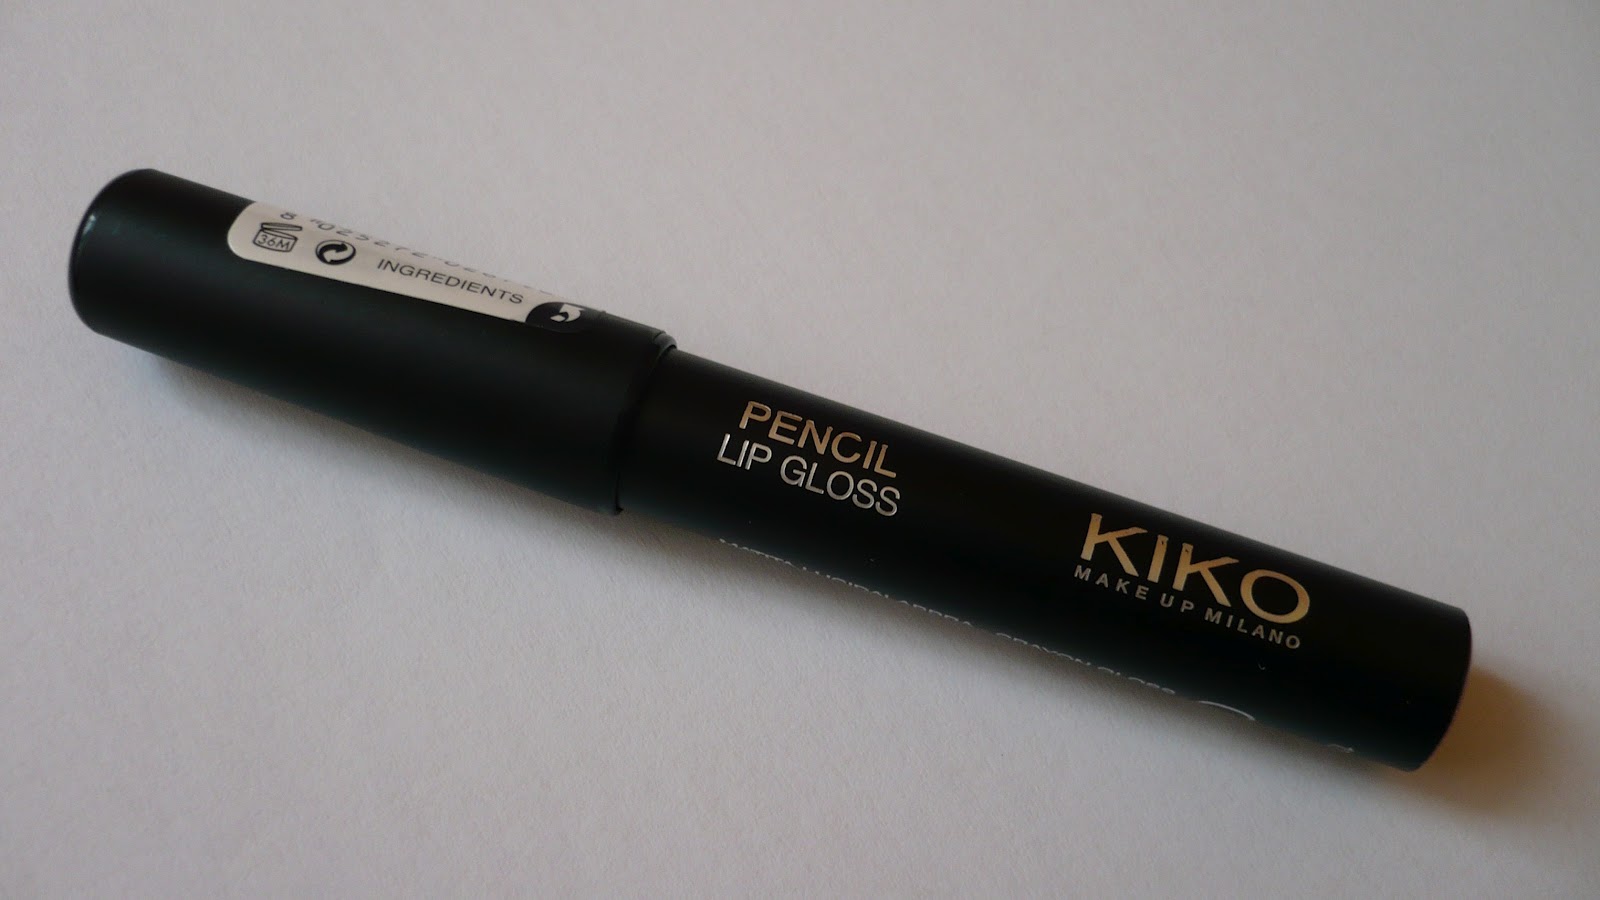 36M
INGREDIENTS
PENCIL
LIP GLOSS
KIKO
MAKE UP MILANO